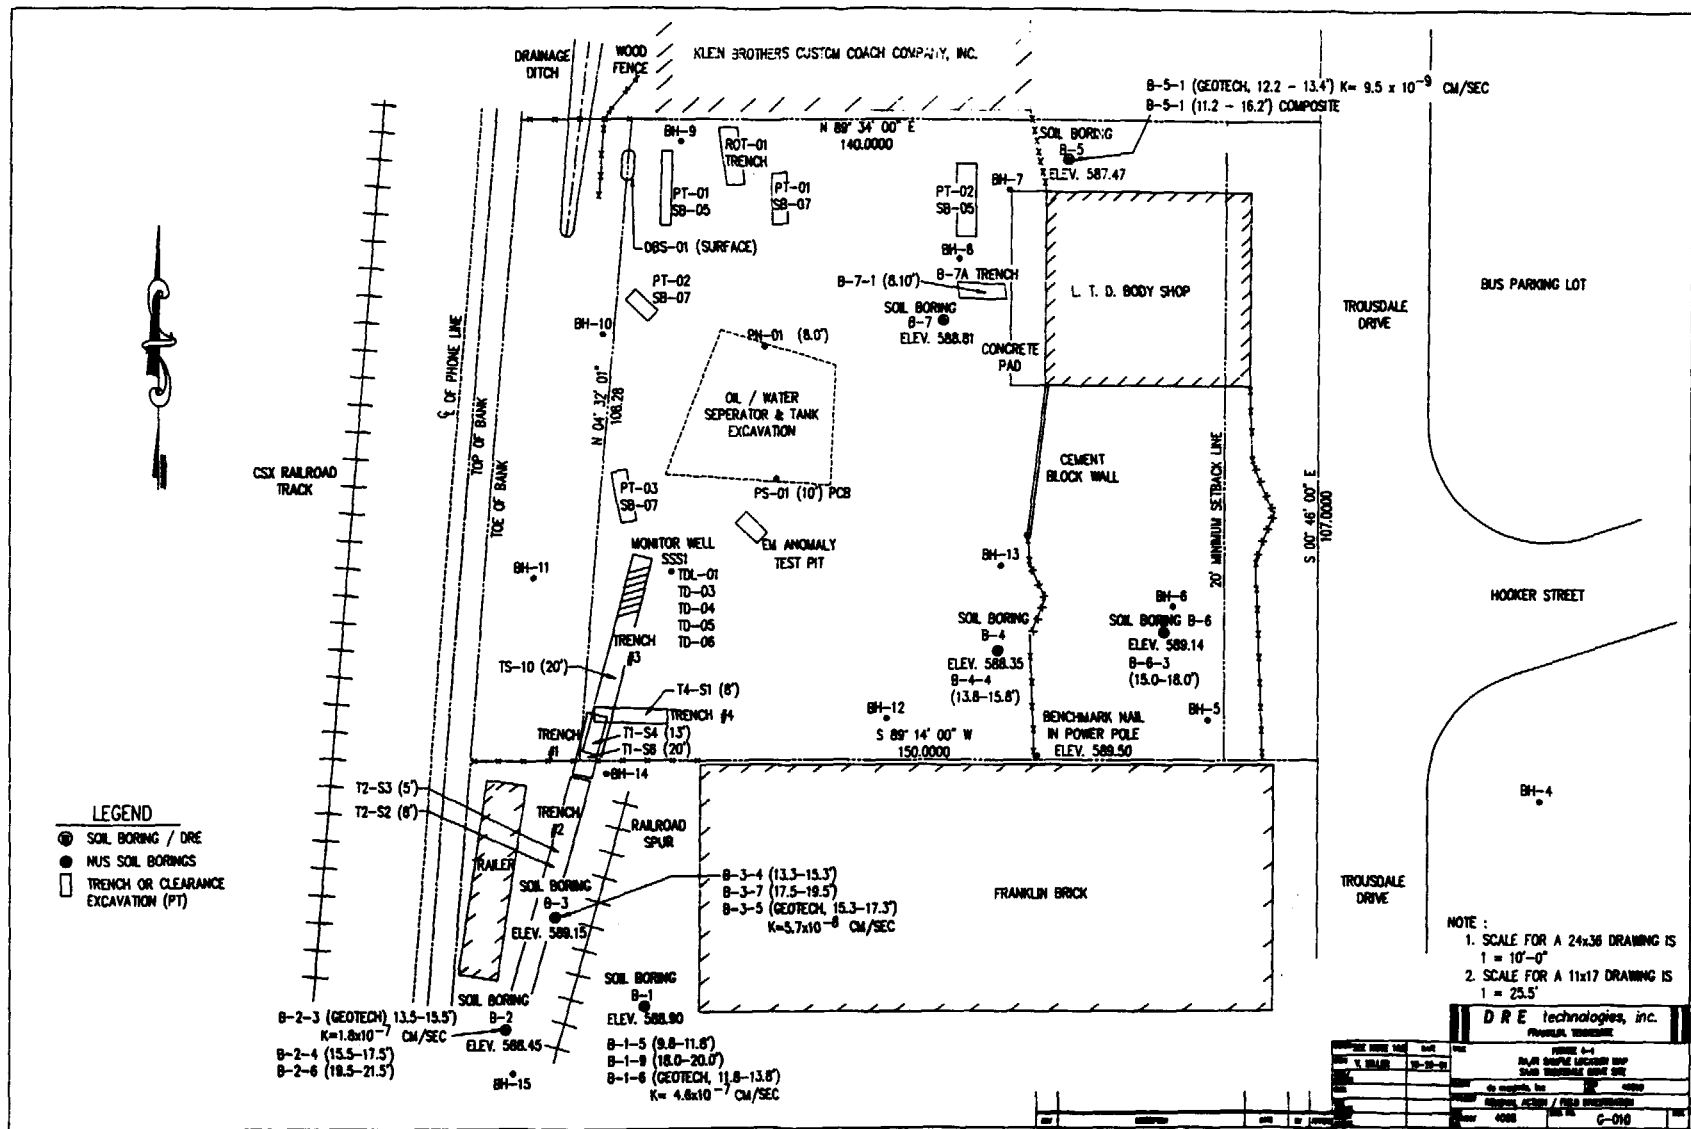 DRAINAGE
DITCH
WOOD
FENCE
KLEIN BROTHERS CUSTOM COACH COMPANY, INC.
B-5-1 (GEOTECH, 12.2 - 13.4') K= 9.5 x 10-9 CM/SEC
B-5-1 (11.2 - 16.2') COMPOSITE
N 89° 34' 00" E
140.0000
SOIL BORING
B-5
ELEV. 587.47
BH-9
ROT-01
TRENCH
PT-01
SB-05
PT-01
SB-07
PT-02
SB-05
BH-7
OBS-01 (SURFACE)
BH-8
B-7A TRENCH
B-7-1 (8.10')
PT-02
SB-07
SOIL BORING
B-7
ELEV. 588.81
L. T. D. BODY SHOP
TROUSDALE
DRIVE
BUS PARKING LOT
BH-10
PN-01 (8.0')
CONCRETE
PAD
℄ OF PHONE LINE
TOP OF BANK
TOE OF BANK
N 04° 32' 01"
108.28
OIL / WATER
SEPERATOR & TANK
EXCAVATION
CSX RAILROAD
TRACK
CEMENT
BLOCK WALL
20' MINIMUM SETBACK LINE
S 00° 46' 00" E
107.0000
PT-03
SB-07
PS-01 (10') PCB
EM ANOMALY
TEST PIT
MONITOR WELL
SSS1
TDL-01
TD-03
TD-04
TD-05
TD-06
BH-11
BH-13
BH-6
HOOKER STREET
SOIL BORING
B-4
ELEV. 588.35
B-4-4
(13.8-15.8')
SOIL BORING B-6
ELEV. 589.14
B-6-3
(15.0-18.0')
TRENCH
#3
TS-10 (20')
T4-S1 (8')
TRENCH #4
BH-12
BH-5
TRENCH
#1
T1-S4 (13')
T1-S6 (20')
S 89° 14' 00" W
150.0000
BENCHMARK NAIL
IN POWER POLE
ELEV. 589.50
BH-14
T2-S3 (5')
T2-S2 (8')
TRENCH
#2
RAILROAD
SPUR
BH-4
LEGEND
SOIL BORING / DRE
NUS SOIL BORINGS
TRENCH OR CLEARANCE
EXCAVATION (PT)
TRAILER
SOIL BORING
B-3
ELEV. 589.15
B-3-4 (13.3-15.3')
B-3-7 (17.5-19.5')
B-3-5 (GEOTECH, 15.3-17.3')
K=5.7x10-8 CM/SEC
FRANKLIN BRICK
TROUSDALE
DRIVE
NOTE :
1. SCALE FOR A 24x36 DRAWING IS
1 = 10'-0"
2. SCALE FOR A 11x17 DRAWING IS
1 = 25.5'
SOIL BORING
B-2
ELEV. 588.45
B-2-3 (GEOTECH) 13.5-15.5')
K=1.8x10-7 CM/SEC
B-2-4 (15.5-17.5')
B-2-6 (19.5-21.5')
BH-15
SOIL BORING
B-1
ELEV. 588.90
B-1-5 (9.8-11.8')
B-1-9 (18.0-20.0')
B-1-6 (GEOTECH, 11.8-13.8')
K= 4.6x10-7 CM/SEC
D R E technologies, inc.
FRANKLIN, TENNESSEE
G-010